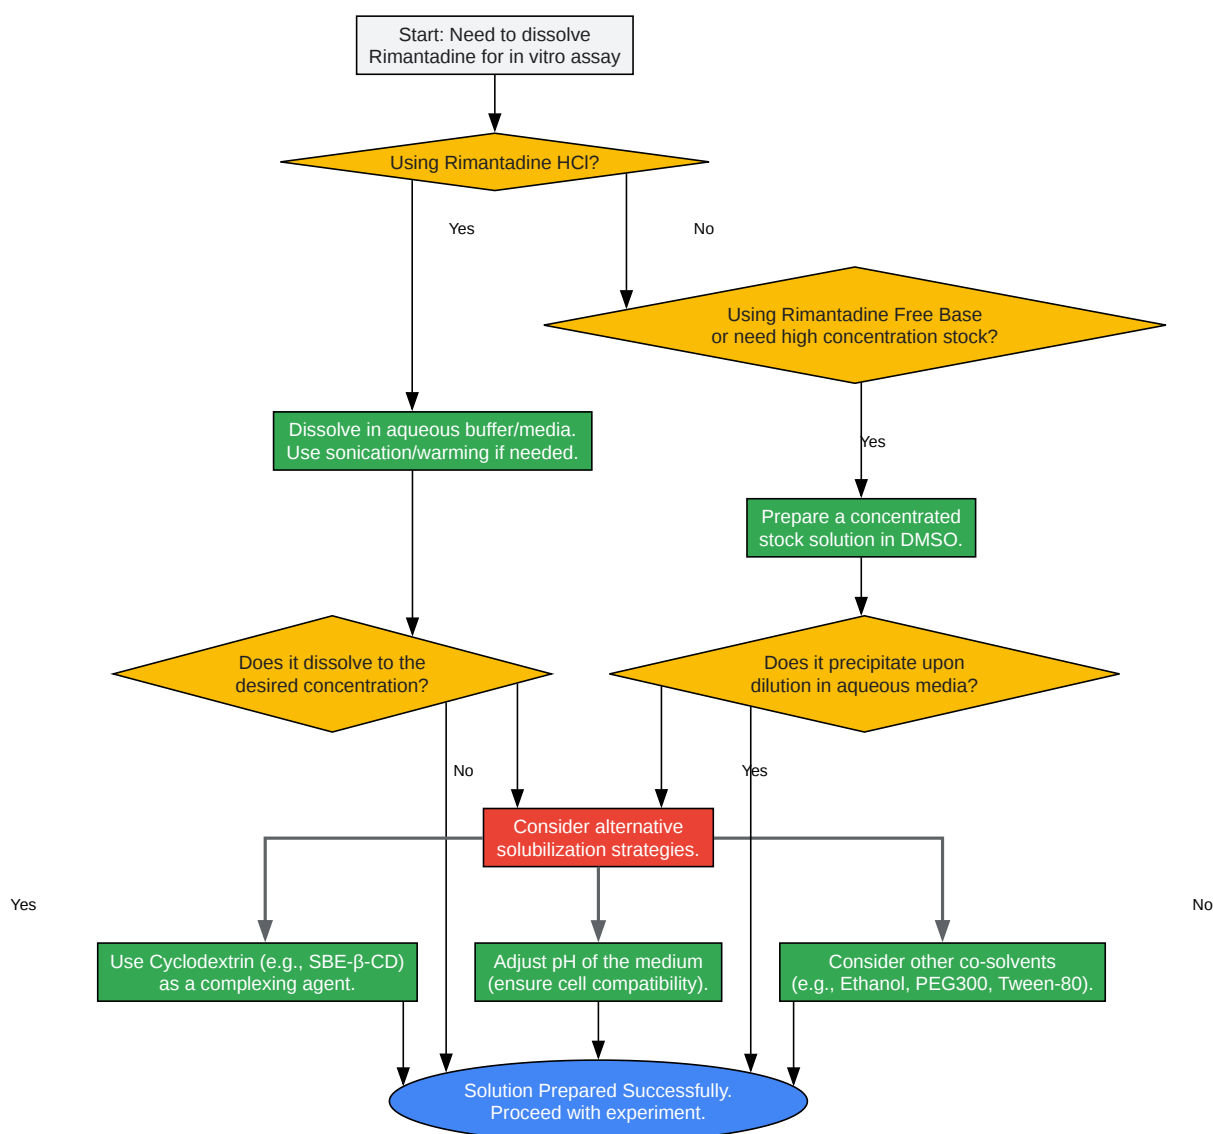 Start: Need to dissolve
Rimantadine for in vitro assay
Using Rimantadine HCl?
Yes
No
Using Rimantadine Free Base
or need high concentration stock?
Dissolve in aqueous buffer/media.
Use sonication/warming if needed.
Yes
Prepare a concentrated
stock solution in DMSO.
Does it dissolve to the
desired concentration?
Does it precipitate upon
dilution in aqueous media?
No
Yes
Consider alternative
solubilization strategies.
Yes
No
Use Cyclodextrin (e.g., SBE-β-CD)
as a complexing agent.
Adjust pH of the medium
(ensure cell compatibility).
Consider other co-solvents
(e.g., Ethanol, PEG300, Tween-80).
Solution Prepared Successfully.
Proceed with experiment.